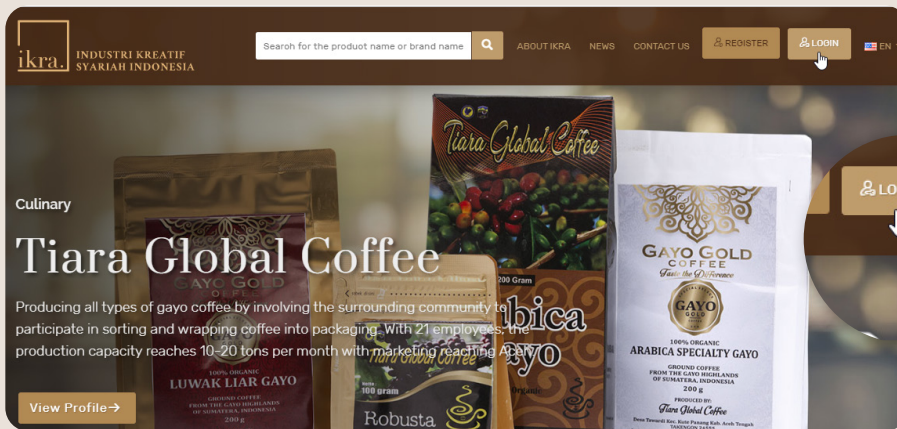 ikra.
INDUSTRI KREATIF
SYARIAH INDONESIA
Search for the product name or brand name
ABOUT IKRA
NEWS
CONTACT US
REGISTER
LOGIN
EN
LO
Culinary
Tiara Global Coffee
Producing all types of gayo coffee by involving the surrounding community to
participate in sorting and wrapping coffee into packaging. With 21 employees, the
production capacity reaches 10-20 tons per month with marketing reaching Aceh
View Profile→
GAYO GOLD
100% ORGANIC
LUWAK LIAR GAYO
GROUND COFFEE
FROM THE GAYO HIGHLANDS
OF SUMATERA, INDONESIA
200 g
Tiara Global Coffee
200 Gram
bica
ayo
Organic
Tiara Global Coffee
100 gram
Robusta
GAYO GOLD
COFFEE
Taste the Difference
GAYO
GOLD
100% ORGANIC
ARABICA SPECIALTY GAYO
GROUND COFFEE
FROM THE GAYO HIGHLANDS
OF SUMATERA, INDONESIA
200 g
PRODUCED BY:
Tiara Global Coffee